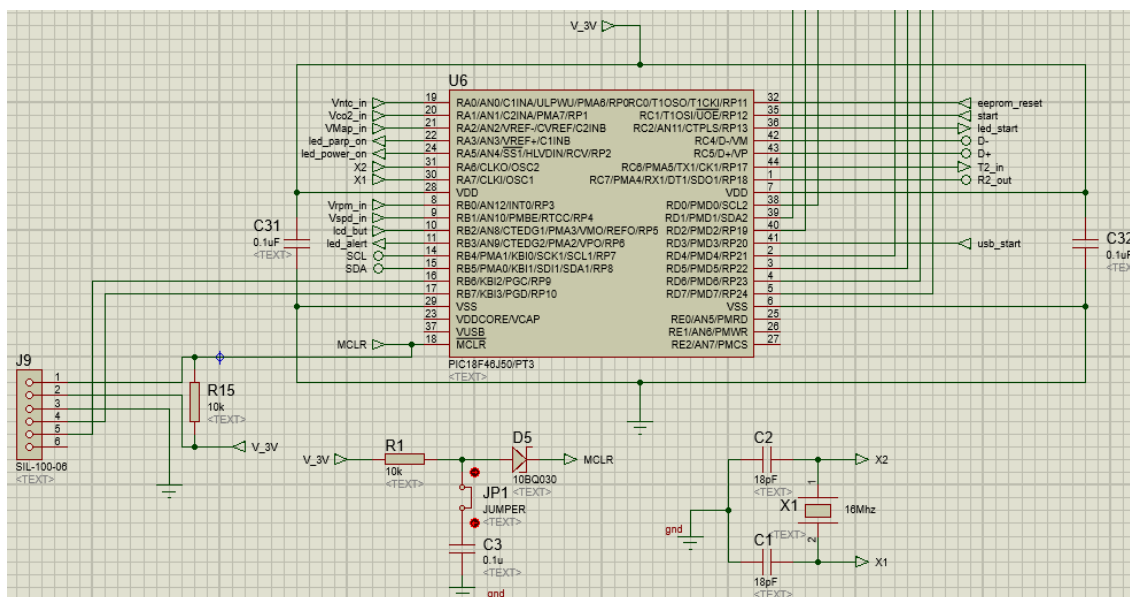 V_3V
U6
19 RA0/AN0/C1INA/ULPWU/PMA6/RP0 RC0/T1OSO/T1CKI/RP11 32
Vntc_in
eeprom_reset
20 RA1/AN1/C2INA/PMA7/RP1 RC1/T1OSI/UOE/RP12 35
Vco2_in
start
21 RA2/AN2/VREF-/CVREF/C2INB RC2/AN11/CTPLS/RP13 36
VMap_in
led_start
22 RA3/AN3/VREF+/C1INB RC4/D-/VM 42
led_parp_on
D-
24 RA5/AN4/SS1/HLVDIN/RCV/RP2 RC5/D+/VP 43
led_power_on
D+
31 RA6/CLKO/OSC2 RC6/PMA5/TX1/CK1/RP17 44
X2
T2_in
30 RA7/CLKI/OSC1 RC7/PMA4/RX1/DT1/SDO1/RP18 1
X1
R2_out
28 VDD VDD 7
8 RB0/AN12/INT0/RP3 RD0/PMD0/SCL2 38
Vrpm_in
9 RB1/AN10/PMBE/RTCC/RP4 RD1/PMD1/SDA2 39
Vspd_in
10 RB2/AN8/CTEDG1/PMA3/VMO/REFO/RP5 RD2/PMD2/RP19 40
lcd_but
11 RB3/AN9/CTEDG2/PMA2/VPO/RP6 RD3/PMD3/RP20 41
led_alert
usb_start
14 RB4/PMA1/KBI0/SCK1/SCL1/RP7 RD4/PMD4/RP21 2
SCL
15 RB5/PMA0/KBI1/SDI1/SDA1/RP8 RD5/PMD5/RP22 3
SDA
16 RB6/KBI2/PGC/RP9 RD6/PMD6/RP23 4
17 RB7/KBI3/PGD/RP10 RD7/PMD7/RP24 5
29 VSS VSS 6
23 VDDCORE/VCAP RE0/AN5/PMRD 25
37 VUSB RE1/AN6/PMWR 26
18 MCLR RE2/AN7/PMCS 27
MCLR
PIC18F46J50/PT3
<TEXT>
C31
0.1uF
<TEXT>
C32
0.1uF
J9
1
2
3
4
5
6
SIL-100-06
<TEXT>
R15
10k
<TEXT>
V_3V
V_3V
R1
10k
<TEXT>
D5
10BQ030
<TEXT>
MCLR
JP1
JUMPER
<TEXT>
C3
0.1u
<TEXT>
gnd
C2
18pF
<TEXT>
X2
1
X1
16Mhz
<TEXT>
2
gnd
C1
18pF
<TEXT>
X1